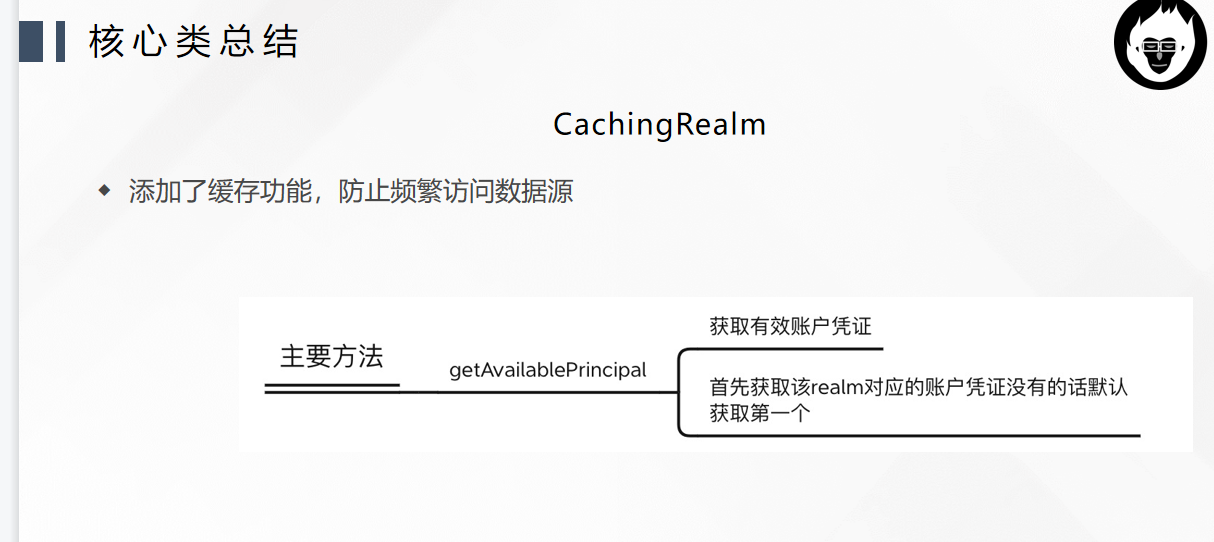 核心类总结
CachingRealm
添加了缓存功能，防止频繁访问数据源
获取有效账户凭证
主要方法
getAvailablePrincipal
首先获取该realm对应的账户凭证没有的话默认
获取第一个